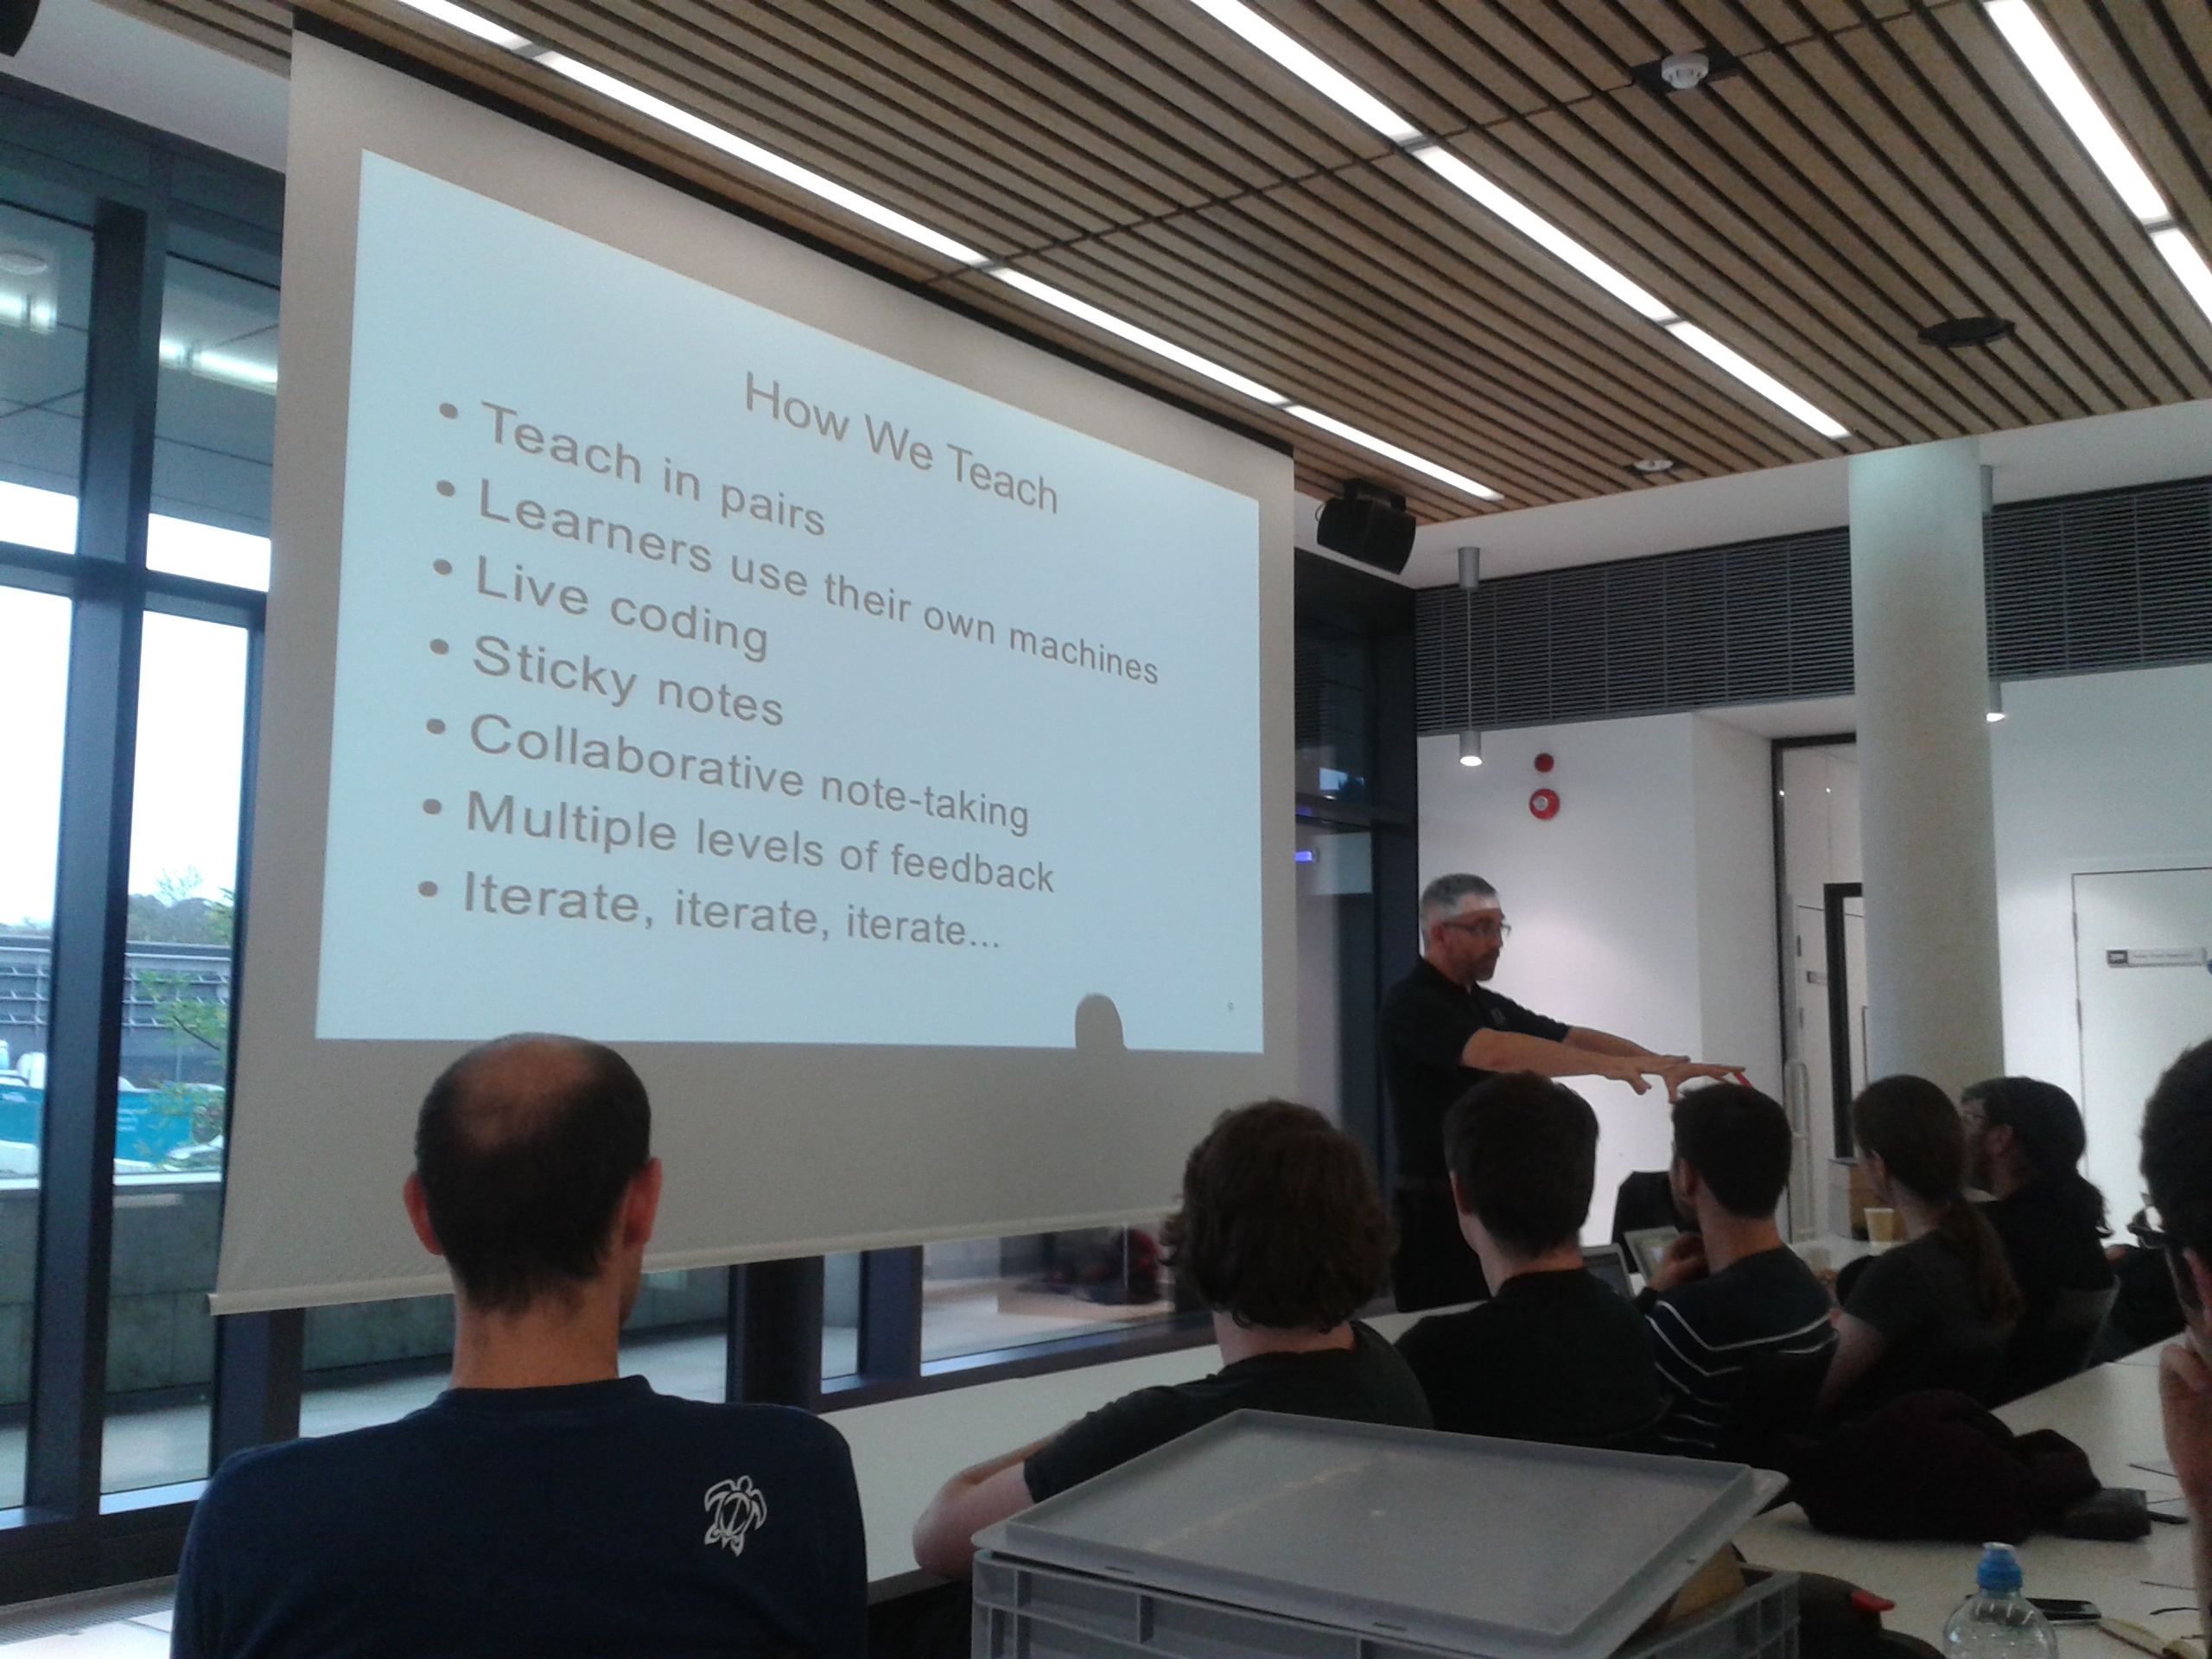 How We Teach
• Teach in pairs
• Learners use their own machines
• Live coding
• Sticky notes
• Collaborative note-taking
• Multiple levels of feedback
• Iterate, iterate, iterate...
9